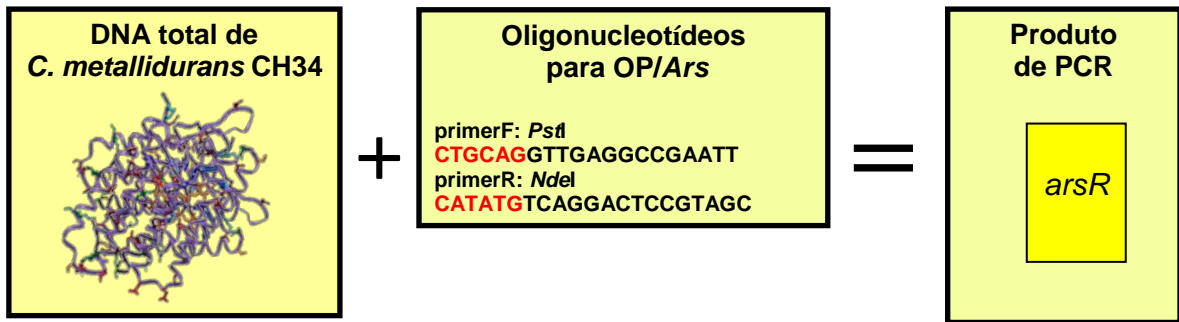 DNA total de
C. metallidurans CH34
+
Oligonucleotídeos
para OP/Ars
primerF: PstI
CTGCAGGTTGAGGCCGAATT
primerR: NdeI
CATATGTCAGGACTCCGTAGC
=
Produto
de PCR
arsR